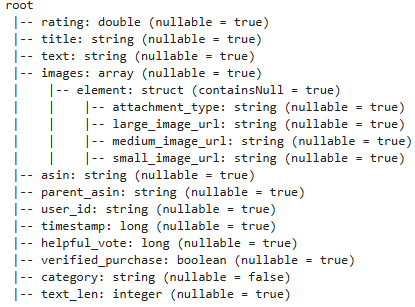 root
 |-- rating: double (nullable = true)
 |-- title: string (nullable = true)
 |-- text: string (nullable = true)
 |-- images: array (nullable = true)
 |    |-- element: struct (containsNull = true)
 |    |    |-- attachment_type: string (nullable = true)
 |    |    |-- large_image_url: string (nullable = true)
 |    |    |-- medium_image_url: string (nullable = true)
 |    |    |-- small_image_url: string (nullable = true)
 |-- asin: string (nullable = true)
 |-- parent_asin: string (nullable = true)
 |-- user_id: string (nullable = true)
 |-- timestamp: long (nullable = true)
 |-- helpful_vote: long (nullable = true)
 |-- verified_purchase: boolean (nullable = true)
 |-- category: string (nullable = false)
 |-- text_len: integer (nullable = true)